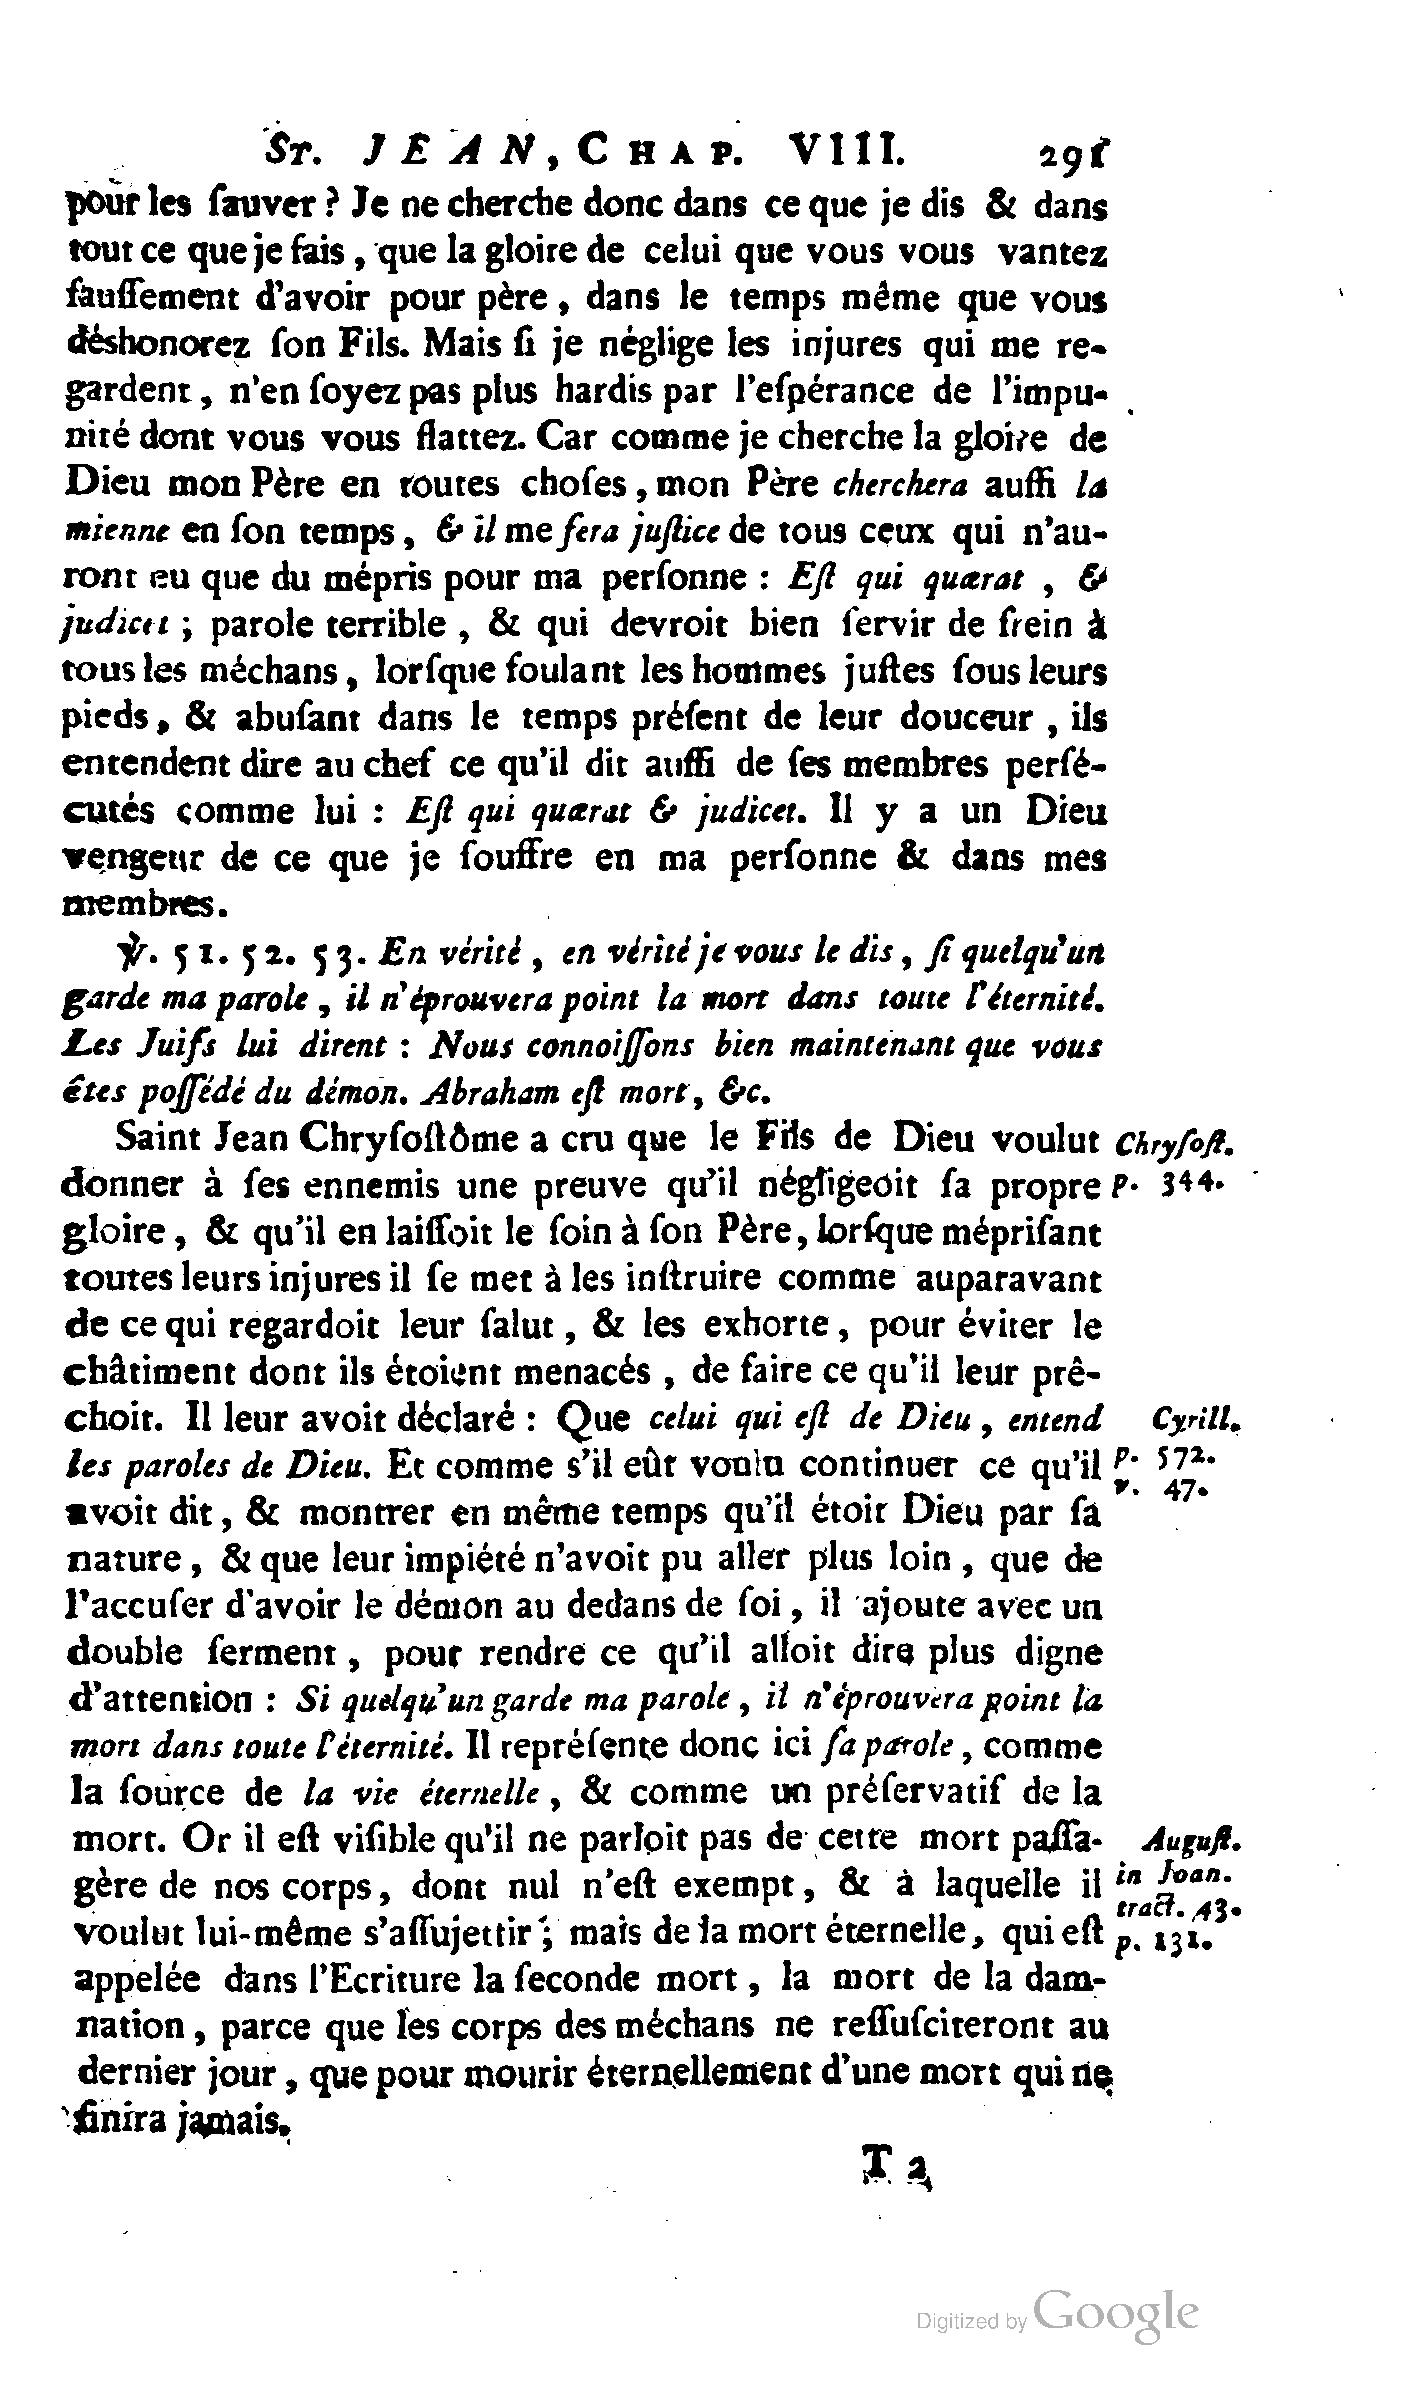 St. JEAN, CHAP. VIII. 291
pour les ſauver ? Je ne cherche donc dans ce que je dis & dans
tout ce que je fais, que la gloire de celui que vous vous vantez
fauſſement d'avoir pour père, dans le temps même que vous
déshonorez ſon Fils. Mais ſi je néglige les injures qui me re-
gardent, n'en ſoyez pas plus hardis par l'eſpérance de l'impu-
nité dont vous vous flattez. Car comme je cherche la gloire de
Dieu mon Père en toutes choſes, mon Père cherchera auſſi la
mienne en ſon temps, & il me fera juſtice de tous ceux qui n'au-
ront eu que du mépris pour ma perſonne : Eſt qui quærat, &
judicet ; parole terrible, & qui devroit bien ſervir de frein à
tous les méchans, lorſque foulant les hommes juſtes ſous leurs
pieds, & abuſant dans le temps préſent de leur douceur, ils
entendent dire au chef ce qu'il dit auſſi de ſes membres perſé-
cutés comme lui : Eſt qui quærat & judicet. Il y a un Dieu
vengeur de ce que je ſouffre en ma perſonne & dans mes
membres.
℣. 51. 52. 53. En vérité, en vérité je vous le dis, ſi quelqu'un
garde ma parole, il n'éprouvera point la mort dans toute l'éternité.
Les Juifs lui dirent : Nous connoiſſons bien maintenant que vous
êtes poſſédé du démon. Abraham eſt mort, &c.
Saint Jean Chryſoſtôme a cru que le Fils de Dieu voulut Chryſoſt.
donner à ſes ennemis une preuve qu'il négligeoit ſa propre p. 344.
gloire, & qu'il en laiſſoit le ſoin à ſon Père, lorſque mépriſant
toutes leurs injures il ſe met à les inſtruire comme auparavant
de ce qui regardoit leur ſalut, & les exhorte, pour éviter le
châtiment dont ils étoient menacés, de faire ce qu'il leur prê-
choit. Il leur avoit déclaré : Que celui qui eſt de Dieu, entend Cyrill.
les paroles de Dieu. Et comme s'il eût voulu continuer ce qu'il p. 572.
v. 47.
avoit dit, & montrer en même temps qu'il étoit Dieu par ſa
nature, & que leur impiété n'avoit pu aller plus loin, que de
l'accuſer d'avoir le démon au dedans de ſoi, il ajoute avec un
double ſerment, pour rendre ce qu'il alloit dire plus digne
d'attention : Si quelqu'un garde ma parole, il n'éprouvera point la
mort dans toute l'éternité. Il repréſente donc ici ſa parole, comme
la ſource de la vie éternelle, & comme un préſervatif de la
mort. Or il eſt viſible qu'il ne parloit pas de cette mort paſſa- Auguſt.
gère de nos corps, dont nul n'eſt exempt, & à laquelle il in Joan.
tract. 43.
voulut lui-même s'aſſujettir ; mais de la mort éternelle, qui eſt p. 131.
appelée dans l'Ecriture la ſeconde mort, la mort de la dam-
nation, parce que les corps des méchans ne reſſuſciteront au
dernier jour, que pour mourir éternellement d'une mort qui ne
finira jamais.
T 2
Digitized by Google